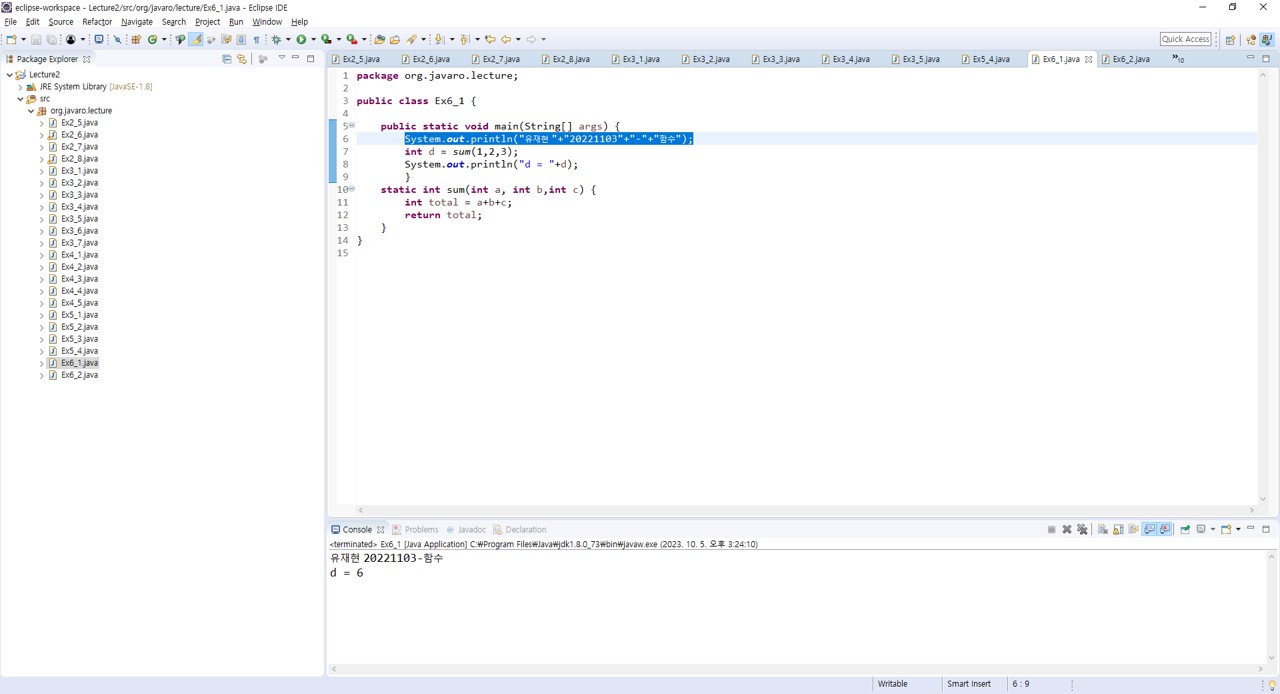 eclipse-workspace - Lecture2/src/org/javaro/lecture/Ex6_1.java - Eclipse IDE
File Edit Source Refactor Navigate Search Project Run Window Help
Quick Access
Package Explorer
Ex2_5.java Ex2_6.java Ex2_7.java Ex2_8.java Ex3_1.java Ex3_2.java Ex3_3.java Ex3_4.java Ex3_5.java Ex5_4.java Ex6_1.java Ex6_2.java »10
Lecture2
JRE System Library [JavaSE-1.8]
src
org.javaro.lecture
Ex2_5.java
Ex2_6.java
Ex2_7.java
Ex2_8.java
Ex3_1.java
Ex3_2.java
Ex3_3.java
Ex3_4.java
Ex3_5.java
Ex3_6.java
Ex3_7.java
Ex4_1.java
Ex4_2.java
Ex4_3.java
Ex4_4.java
Ex4_5.java
Ex5_1.java
Ex5_2.java
Ex5_3.java
Ex5_4.java
Ex6_1.java
Ex6_2.java
1 package org.javaro.lecture;
2
3 public class Ex6_1 {
4
5 public static void main(String[] args) {
6 System.out.println("유재현 "+"20221103"+"-"+"함수");
7 int d = sum(1,2,3);
8 System.out.println("d = "+d);
9 }
10 static int sum(int a, int b,int c) {
11 int total = a+b+c;
12 return total;
13 }
14 }
15
Console Problems Javadoc Declaration
<terminated> Ex6_1 [Java Application] C:₩Program Files₩Java₩jdk1.8.0_73₩bin₩javaw.exe (2023. 10. 5. 오후 3:24:10)
유재현 20221103-함수
d = 6
Writable Smart Insert 6 : 9